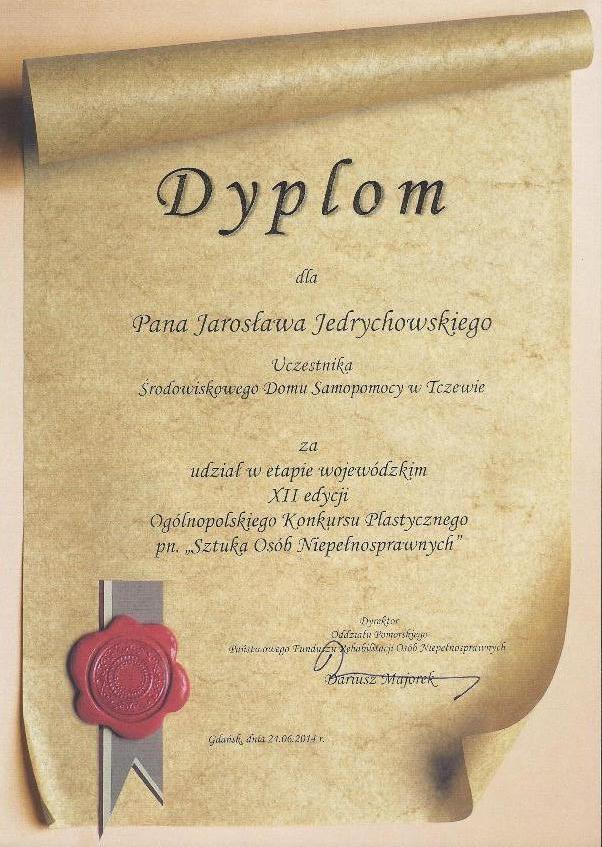 Dyplom
dla
Pana Jarosława Jedrychowskiego
Uczestnika
Środowiskowego Domu Samopomocy w Tczewie
za
udział w etapie wojewódzkim
XII edycji
Ogólnopolskiego Konkursu Plastycznego
pn. „Sztuka Osób Niepełnosprawnych”
Dyrektor
Oddziału Pomorskiego
Państwowego Funduszu Rehabilitacji Osób Niepełnosprawnych
Dariusz Majorek
Gdańsk, dnia 24.06.2014 r.